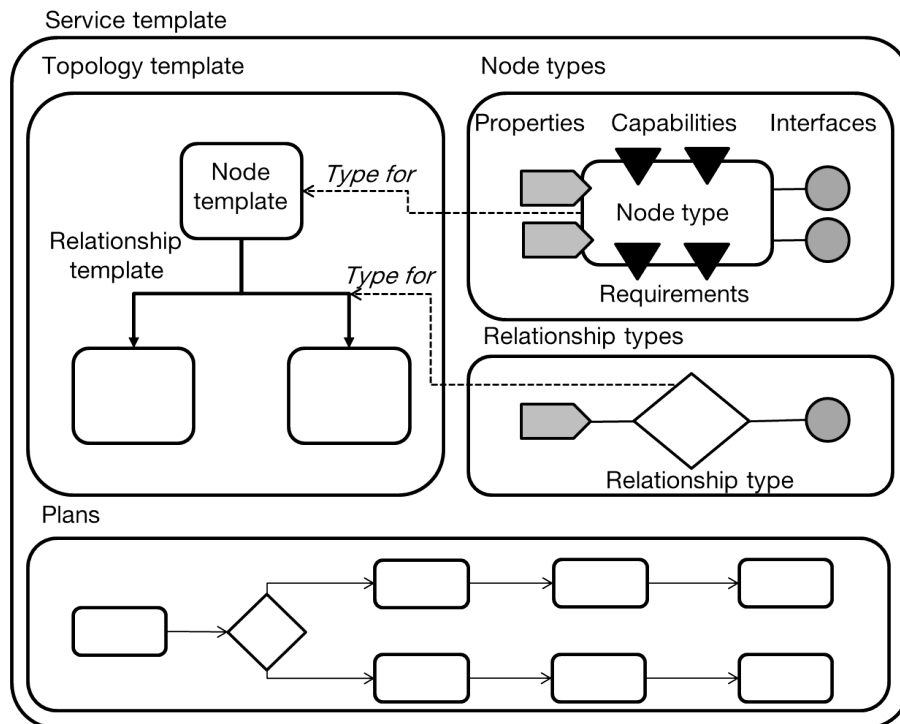 Service template
Topology template
Node types
Properties
Capabilities
Interfaces
Node
template
Type for
Node type
Relationship
template
Type for
Requirements
Relationship types
Relationship type
Plans